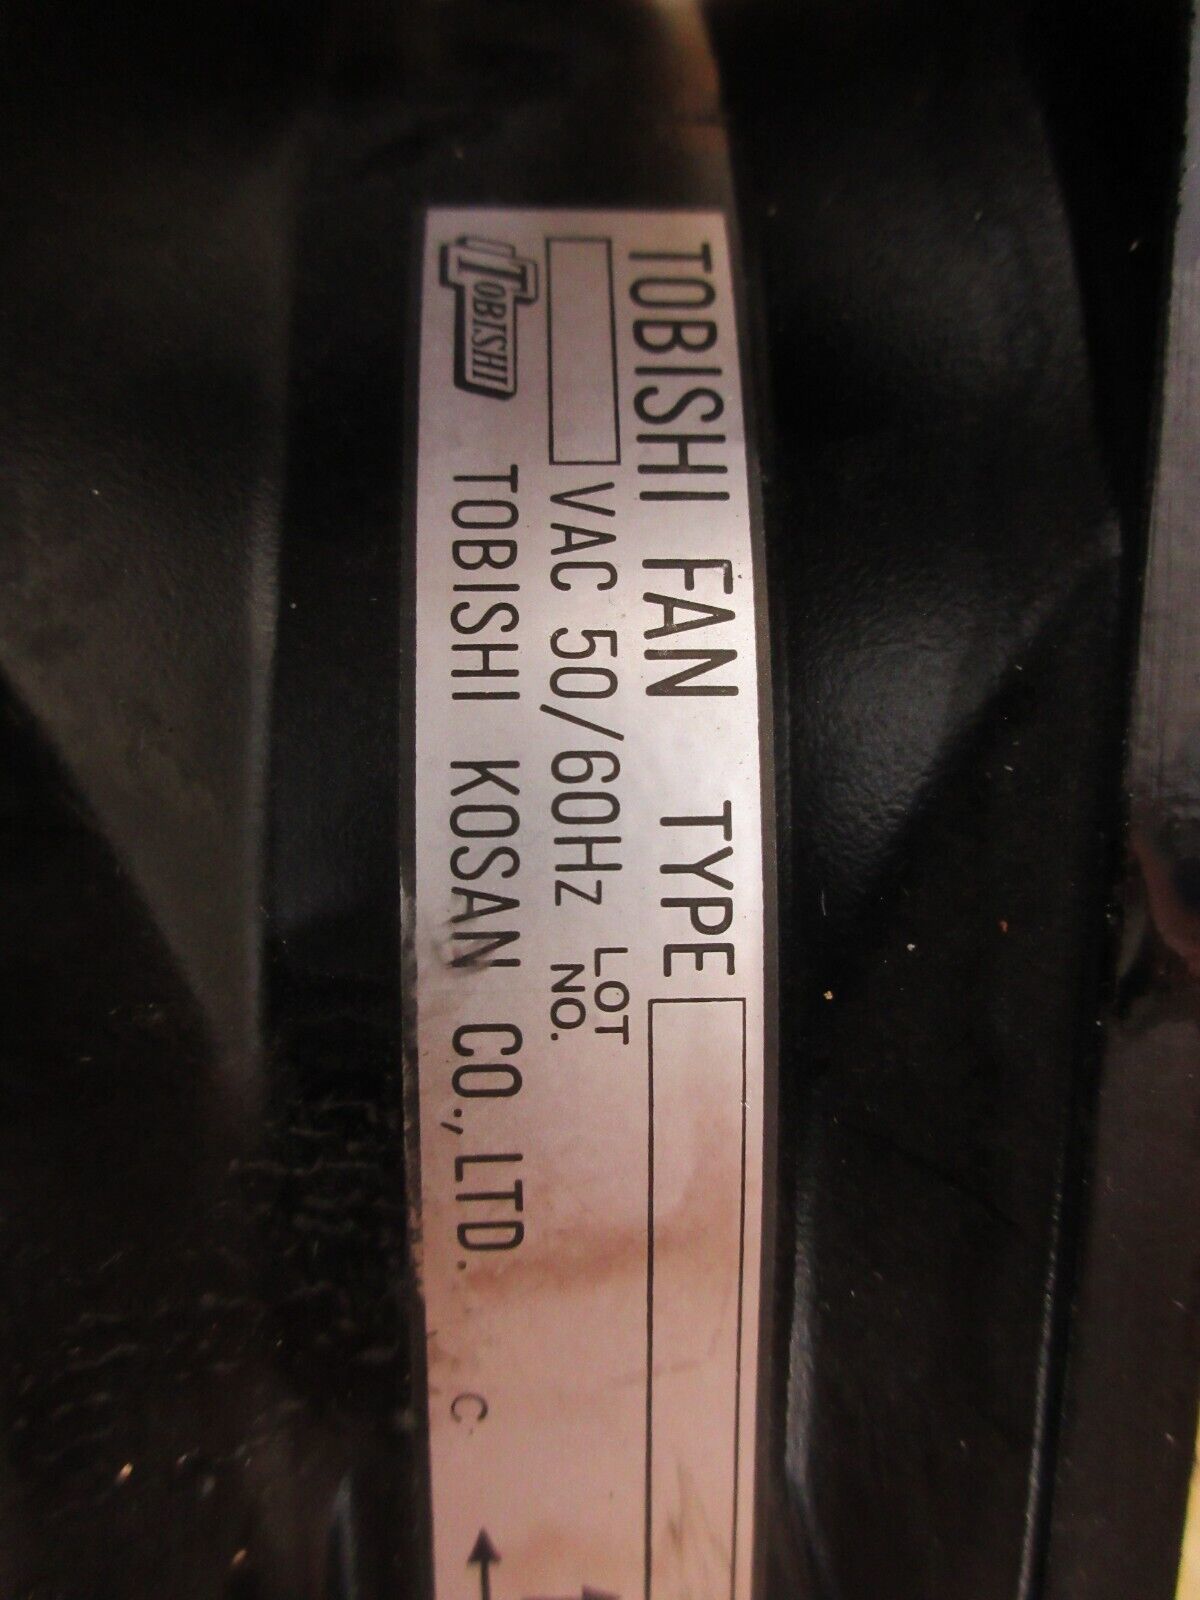 TOBISHI FAN TYPE
VAC 50/60Hz LOT NO.
TOBISHI TOBISHI KOSAN CO., LTD. C